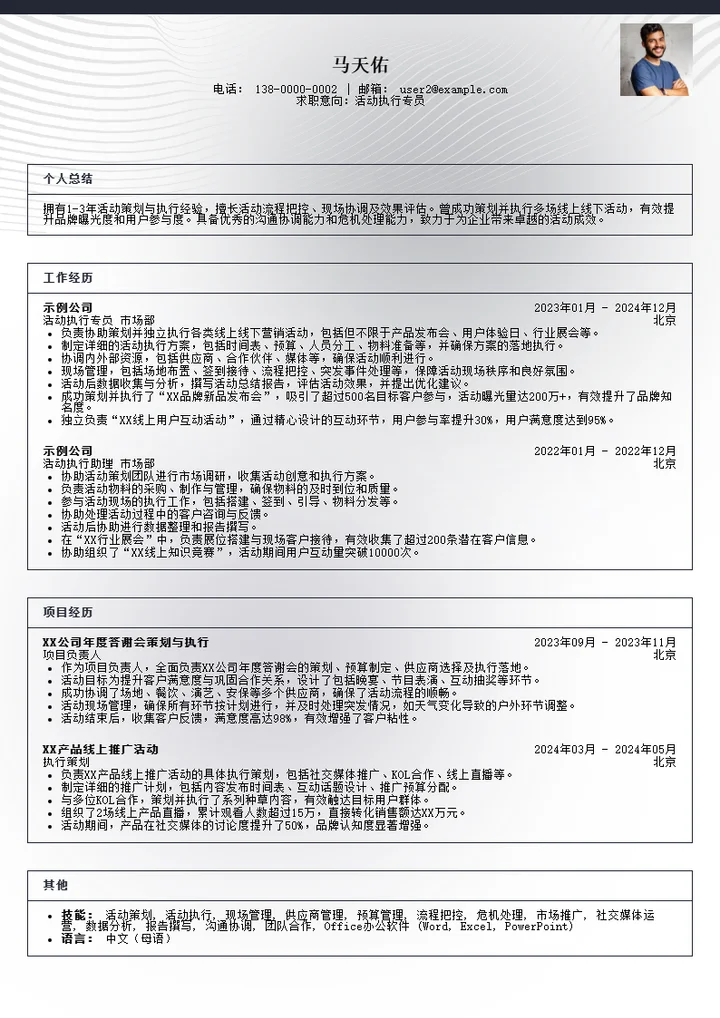 马天佑
电话： 138-0000-0002 | 邮箱： user2@example.com
求职意向：活动执行专员
个人总结
拥有1-3年活动策划与执行经验，擅长活动流程把控、现场协调及效果评估。曾成功策划并执行多场线上线下活动，有效提
升品牌曝光度和用户参与度。具备优秀的沟通协调能力和危机处理能力，致力于为企业带来卓越的活动成效。
工作经历
示例公司 2023年01月 - 2024年12月
活动执行专员 市场部 北京
• 负责协助策划并独立执行各类线上线下营销活动，包括但不限于产品发布会、用户体验日、行业展会等。
• 制定详细的活动执行方案，包括时间表、预算、人员分工、物料准备等，并确保方案的落地执行。
• 协调内外部资源，包括供应商、合作伙伴、媒体等，确保活动顺利进行。
• 现场管理，包括场地布置、签到接待、流程把控、突发事件处理等，保障活动现场秩序和良好氛围。
• 活动后数据收集与分析，撰写活动总结报告，评估活动效果，并提出优化建议。
• 成功策划并执行了“XX品牌新品发布会”，吸引了超过500名目标客户参与，活动曝光量达200万+，有效提升了品牌知
名度。
• 独立负责“XX线上用户互动活动”，通过精心设计的互动环节，用户参与率提升30%，用户满意度达到95%。
示例公司 2022年01月 - 2022年12月
活动执行助理 市场部 北京
• 协助活动策划团队进行市场调研，收集活动创意和执行方案。
• 负责活动物料的采购、制作与管理，确保物料的及时到位和质量。
• 参与活动现场的执行工作，包括搭建、签到、引导、物料分发等。
• 协助处理活动过程中的客户咨询与反馈。
• 活动后协助进行数据整理和报告撰写。
• 在“XX行业展会”中，负责展位搭建与现场客户接待，有效收集了超过200条潜在客户信息。
• 协助组织了“XX线上知识竞赛”，活动期间用户互动量突破10000次。
项目经历
XX公司年度答谢会策划与执行 2023年09月 - 2023年11月
项目负责人 北京
• 作为项目负责人，全面负责XX公司年度答谢会的策划、预算制定、供应商选择及执行落地。
• 活动目标为提升客户满意度与巩固合作关系，设计了包括晚宴、节目表演、互动抽奖等环节。
• 成功协调了场地、餐饮、演艺、安保等多个供应商，确保了活动流程的顺畅。
• 活动现场管理，确保所有环节按计划进行，并及时处理突发情况，如天气变化导致的户外环节调整。
• 活动结束后，收集客户反馈，满意度高达98%，有效增强了客户粘性。
XX产品线上推广活动 2024年03月 - 2024年05月
执行策划 北京
• 负责XX产品线上推广活动的具体执行策划，包括社交媒体推广、KOL合作、线上直播等。
• 制定详细的推广计划，包括内容发布时间表、互动话题设计、推广预算分配。
• 与多位KOL合作，策划并执行了系列种草内容，有效触达目标用户群体。
• 组织了2场线上产品直播，累计观看人数超过15万，直接转化销售额达XX万元。
• 活动期间，产品在社交媒体的讨论度提升了50%，品牌认知度显著增强。
其他
• 技能： 活动策划, 活动执行, 现场管理, 供应商管理, 预算管理, 流程把控, 危机处理, 市场推广, 社交媒体运
营, 数据分析, 报告撰写, 沟通协调, 团队合作, Office办公软件 (Word, Excel, PowerPoint)
• 语言： 中文（母语）